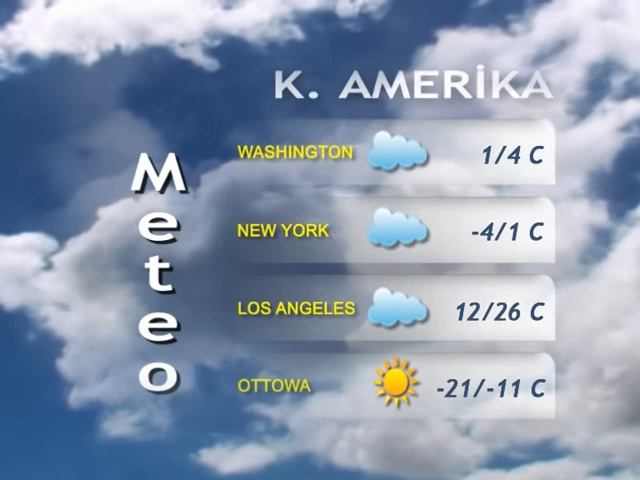 K. AMERİKA
Meteo
WASHINGTON 1/4 C
NEW YORK -4/1 C
LOS ANGELES 12/26 C
OTTOWA -21/-11 C